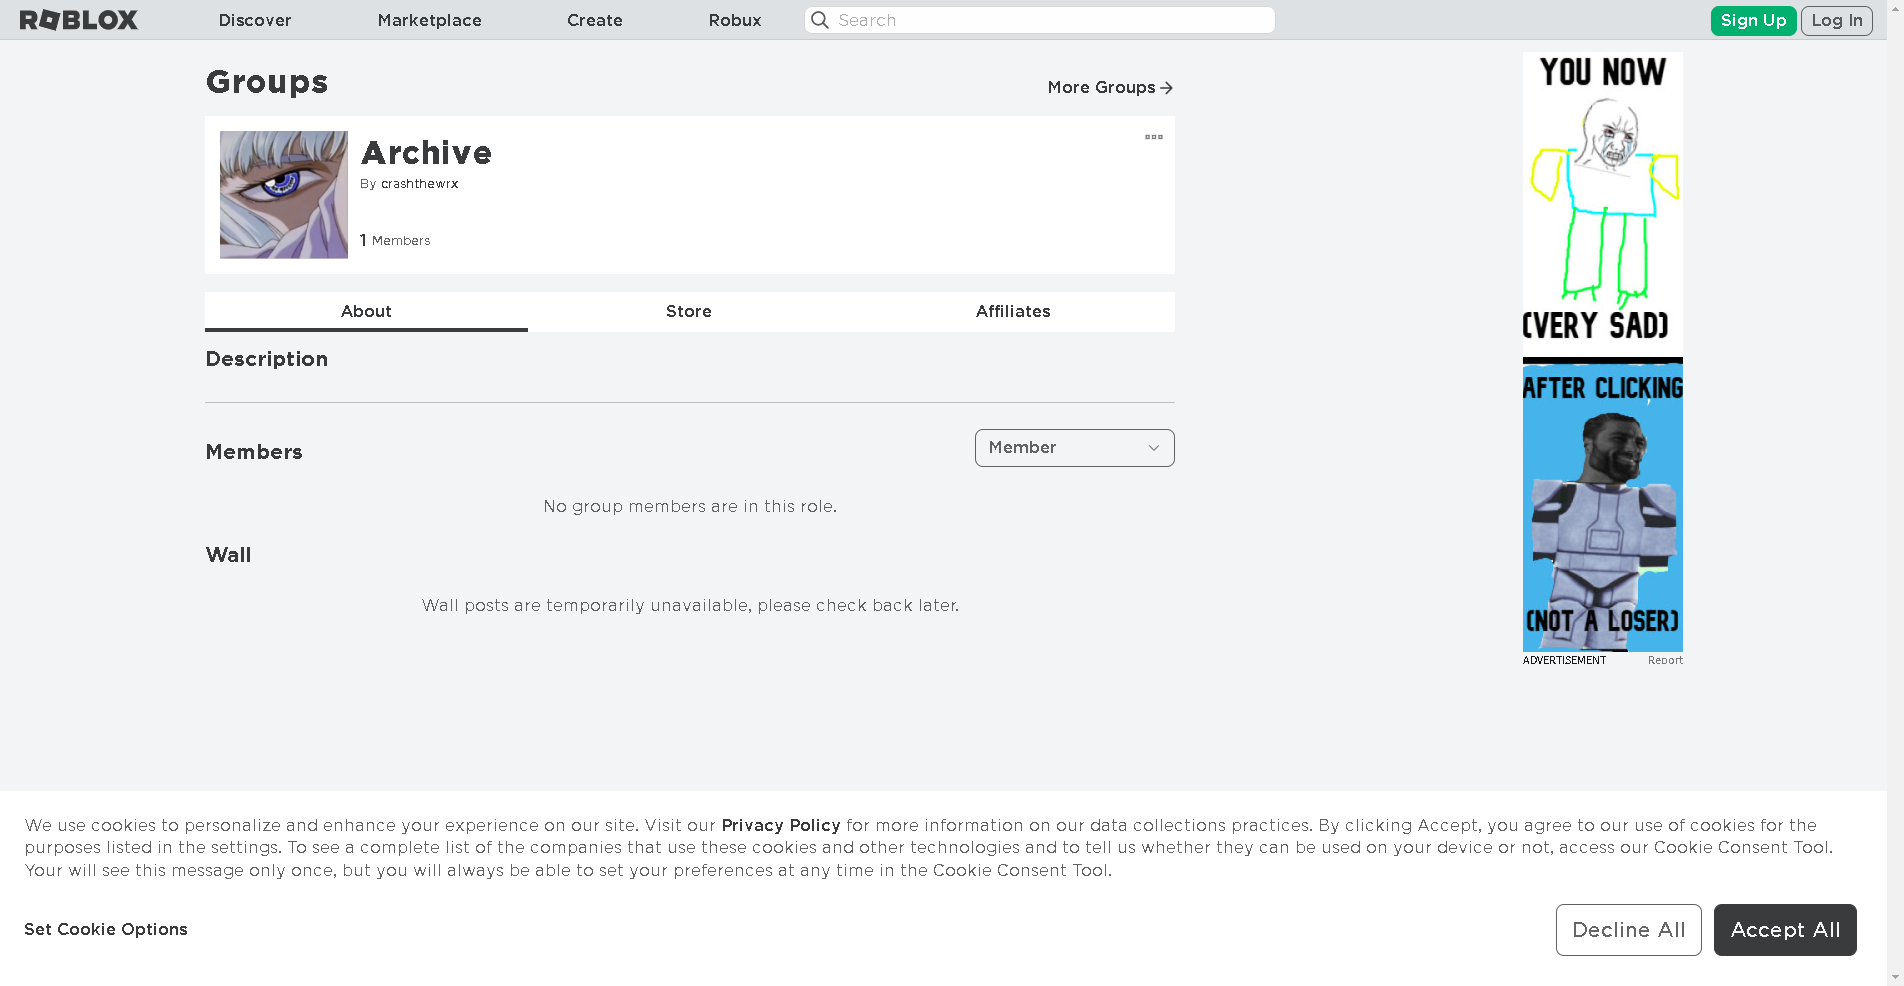 ROBLOX
Discover
Marketplace
Create
Robux
Search
Sign Up
Log In
Groups
More Groups
Archive
By crashthewrx
1 Members
About
Store
Affiliates
Description
Members
Member
No group members are in this role.
Wall
Wall posts are temporarily unavailable, please check back later.
YOU NOW
(VERY SAD)
AFTER CLICKING
(NOT A LOSER)
ADVERTISEMENT
Report
We use cookies to personalize and enhance your experience on our site. Visit our Privacy Policy for more information on our data collections practices. By clicking Accept, you agree to our use of cookies for the
purposes listed in the settings. To see a complete list of the companies that use these cookies and other technologies and to tell us whether they can be used on your device or not, access our Cookie Consent Tool.
Your will see this message only once, but you will always be able to set your preferences at any time in the Cookie Consent Tool.
Set Cookie Options
Decline All
Accept All